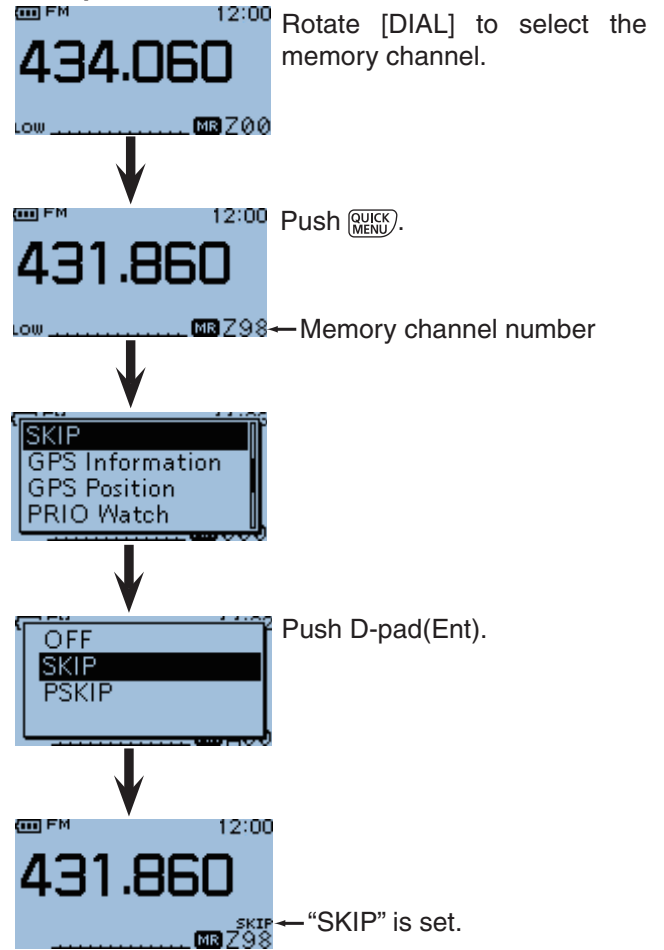 FM 12:00
434.060
LOW MR Z00
Rotate [DIAL] to select the
memory channel.
FM 12:00
431.860
LOW MR Z98
Push QUICK MENU.
Memory channel number
SKIP
GPS Information
GPS Position
PRIO Watch
OFF
SKIP
PSKIP
Push D-pad(Ent).
FM 12:00
431.860
SKIP
MR Z98
“SKIP” is set.